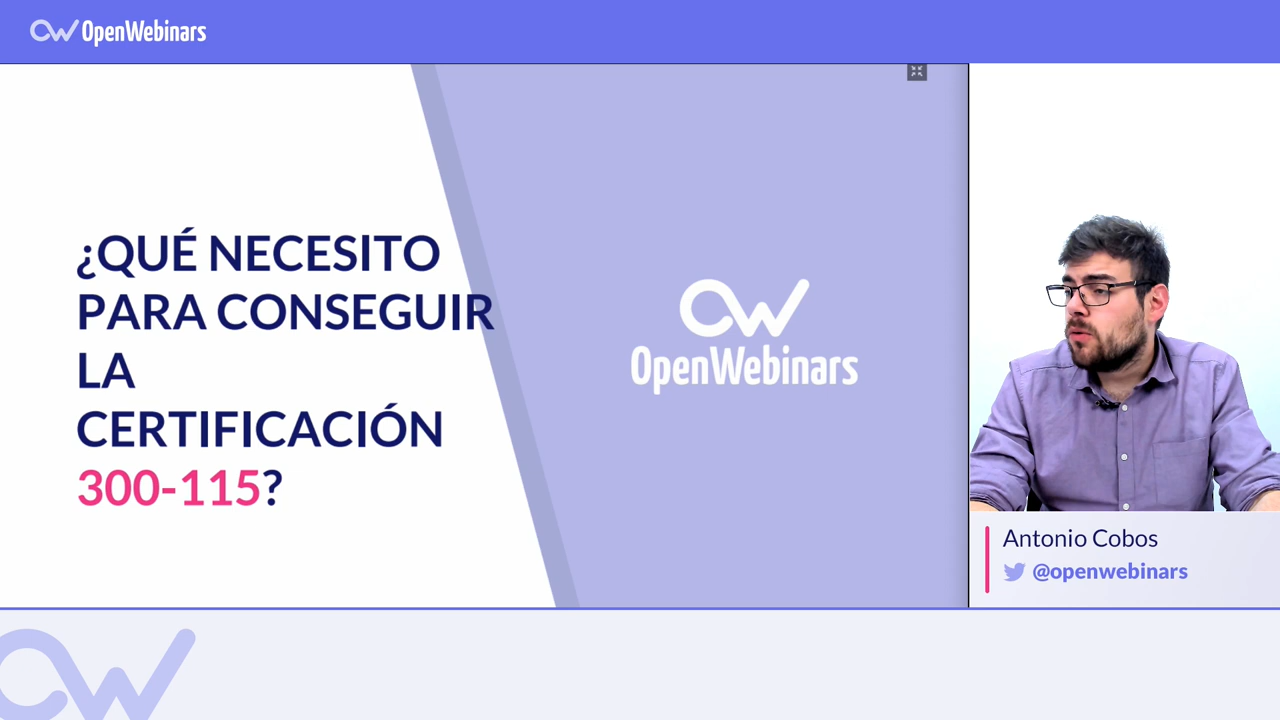 OpenWebinars
¿QUÉ NECESITO
PARA CONSEGUIR
LA
CERTIFICACIÓN
300-115?
OpenWebinars
Antonio Cobos
@openwebinars